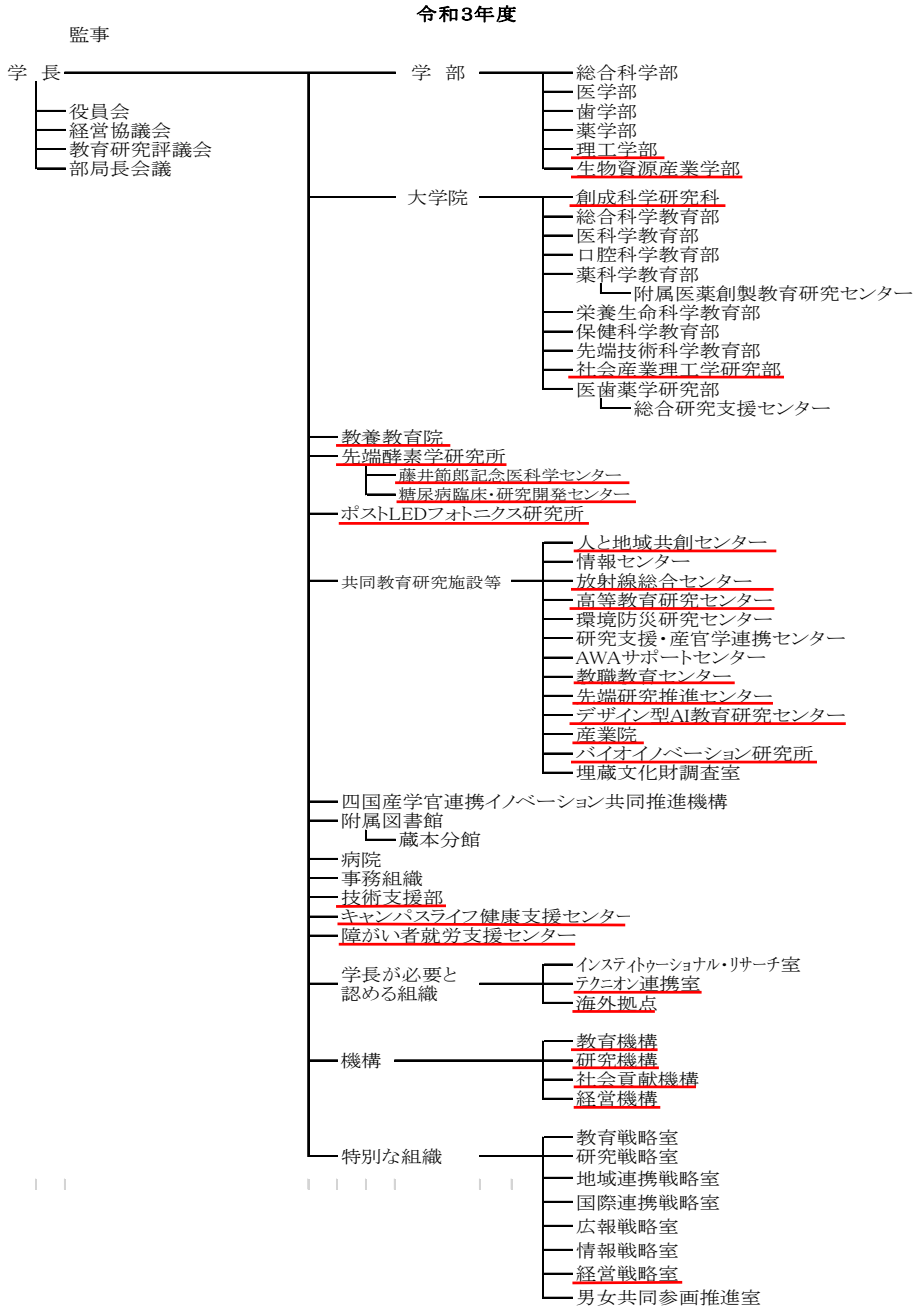 令和3年度
監事
学 長
役員会
経営協議会
教育研究評議会
部局長会議
学 部
総合科学部
医学部
歯学部
薬学部
理工学部
生物資源産業学部
大学院
創成科学研究科
総合科学教育部
医科学教育部
口腔科学教育部
薬科学教育部
附属医薬創製教育研究センター
栄養生命科学教育部
保健科学教育部
先端技術科学教育部
社会産業理工学研究部
医歯薬学研究部
総合研究支援センター
教養教育院
先端酵素学研究所
藤井節郎記念医科学センター
糖尿病臨床・研究開発センター
ポストLEDフォトニクス研究所
共同教育研究施設等
人と地域共創センター
情報センター
放射線総合センター
高等教育研究センター
環境防災研究センター
研究支援・産官学連携センター
AWAサポートセンター
教職教育センター
先端研究推進センター
デザイン型AI教育研究センター
産業院
バイオイノベーション研究所
埋蔵文化財調査室
四国産学官連携イノベーション共同推進機構
附属図書館
蔵本分館
病院
事務組織
技術支援部
キャンパスライフ健康支援センター
障がい者就労支援センター
学長が必要と
認める組織
インスティトゥーショナル・リサーチ室
テクニオン連携室
海外拠点
機構
教育機構
研究機構
社会貢献機構
経営機構
特別な組織
教育戦略室
研究戦略室
地域連携戦略室
国際連携戦略室
広報戦略室
情報戦略室
経営戦略室
男女共同参画推進室